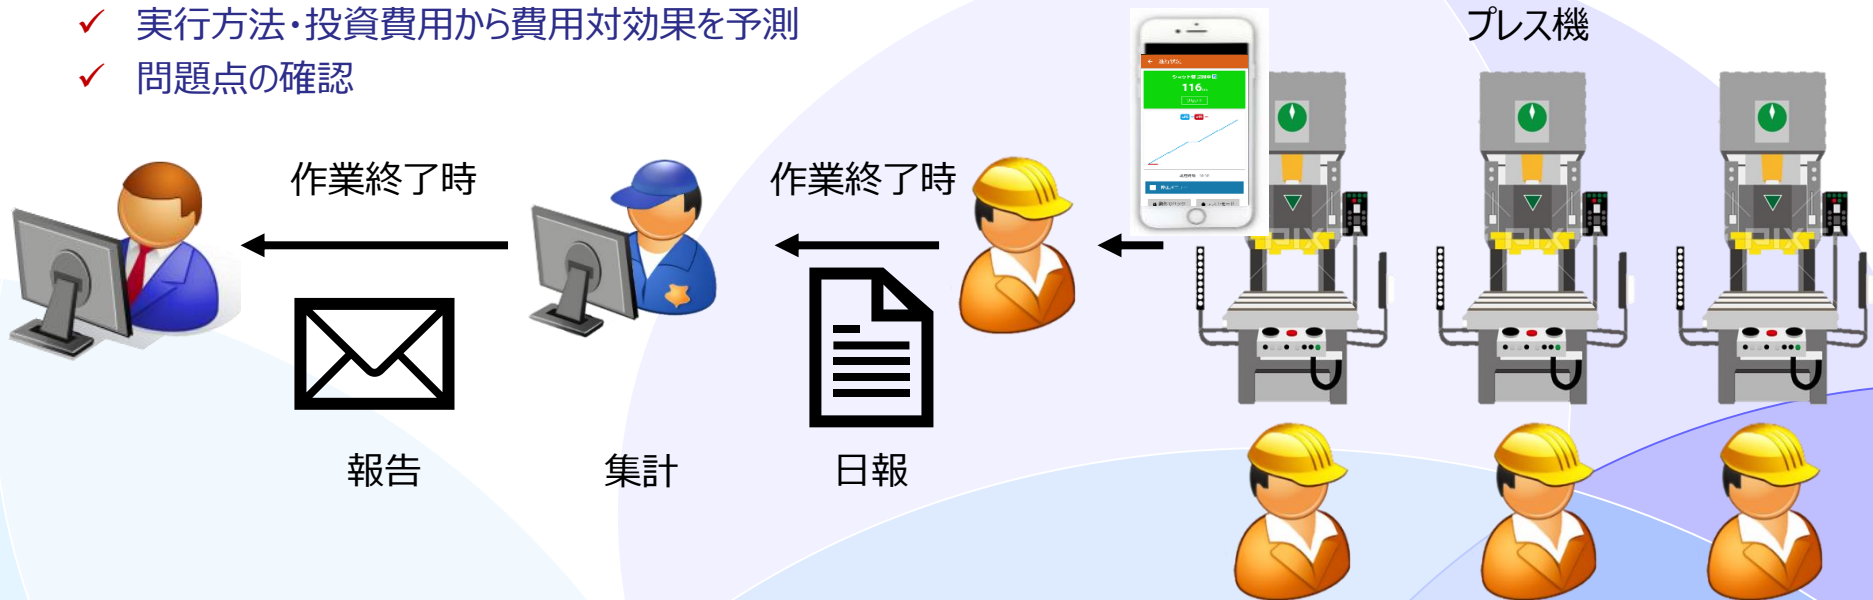 ✓ 実行方法・投資費用から費用対効果を予測
✓ 問題点の確認
プレス機
116
作業終了時
作業終了時
報告
集計
日報